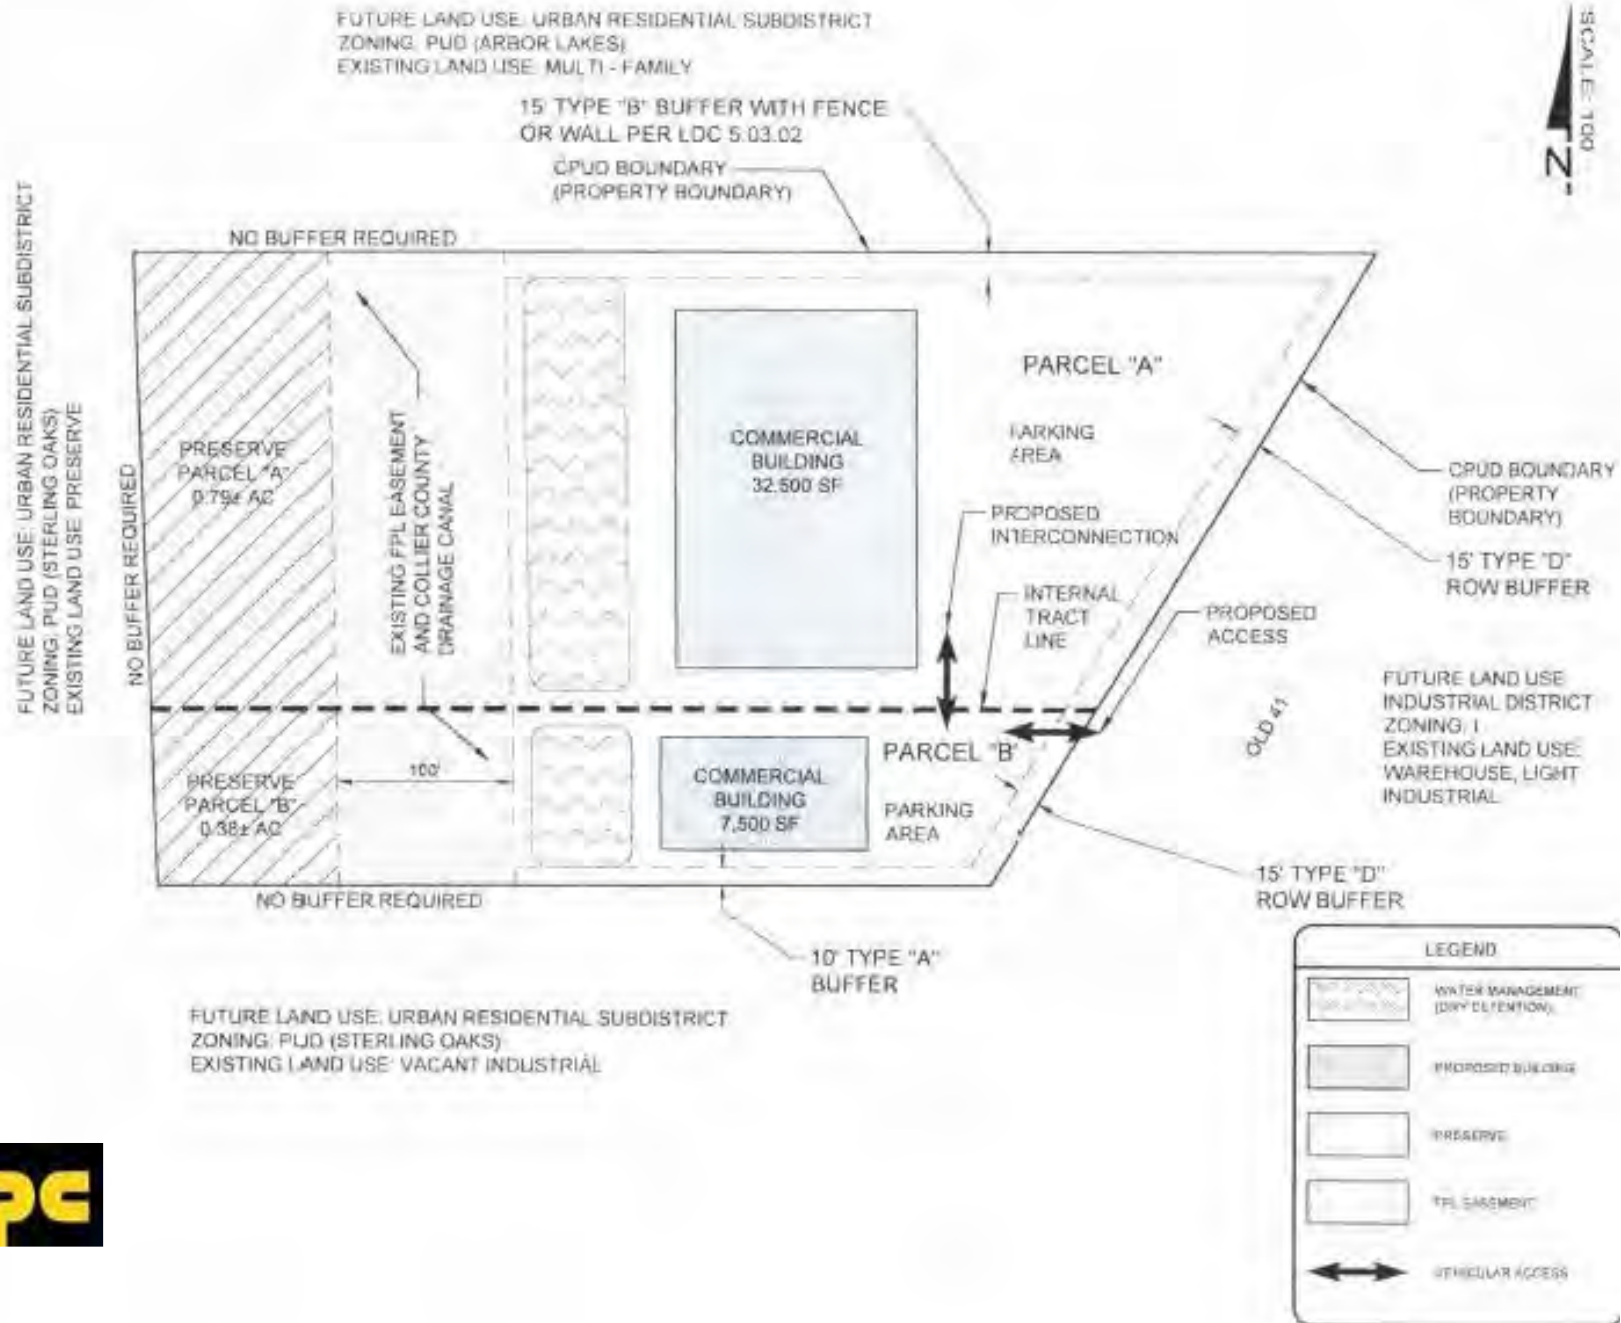 FUTURE LAND USE: URBAN RESIDENTIAL SUBDISTRICT
ZONING: PUD (ARBOR LAKES)
EXISTING LAND USE: MULTI - FAMILY
SCALE: 100
N
15' TYPE "B" BUFFER WITH FENCE
OR WALL PER LDC 5.03.02
CPUD BOUNDARY
(PROPERTY BOUNDARY)
NO BUFFER REQUIRED
FUTURE LAND USE: URBAN RESIDENTIAL SUBDISTRICT
ZONING: PUD (STERLING OAKS)
EXISTING LAND USE: PRESERVE
NO BUFFER REQUIRED
PRESERVE
PARCEL "A"
0.79± AC
EXISTING FPL EASEMENT
AND COLLIER COUNTY
DRAINAGE CANAL
COMMERCIAL
BUILDING
32,500 SF
PARCEL "A"
PARKING
AREA
PROPOSED
INTERCONNECTION
INTERNAL
TRACT
LINE
CPUD BOUNDARY
(PROPERTY
BOUNDARY)
15' TYPE "D"
ROW BUFFER
PROPOSED
ACCESS
FUTURE LAND USE
INDUSTRIAL DISTRICT
ZONING: I
EXISTING LAND USE:
WAREHOUSE, LIGHT
INDUSTRIAL
OLD 41
PRESERVE
PARCEL "B"
0.38± AC
100'
COMMERCIAL
BUILDING
7,500 SF
PARCEL "B"
PARKING
AREA
15' TYPE "D"
ROW BUFFER
NO BUFFER REQUIRED
10' TYPE "A"
BUFFER
FUTURE LAND USE: URBAN RESIDENTIAL SUBDISTRICT
ZONING: PUD (STERLING OAKS)
EXISTING LAND USE: VACANT INDUSTRIAL
LEGEND
WATER MANAGEMENT
(DRY DETENTION)
PROPOSED BUILDING
PRESERVE
FPL EASEMENT
VEHICULAR ACCESS
pc